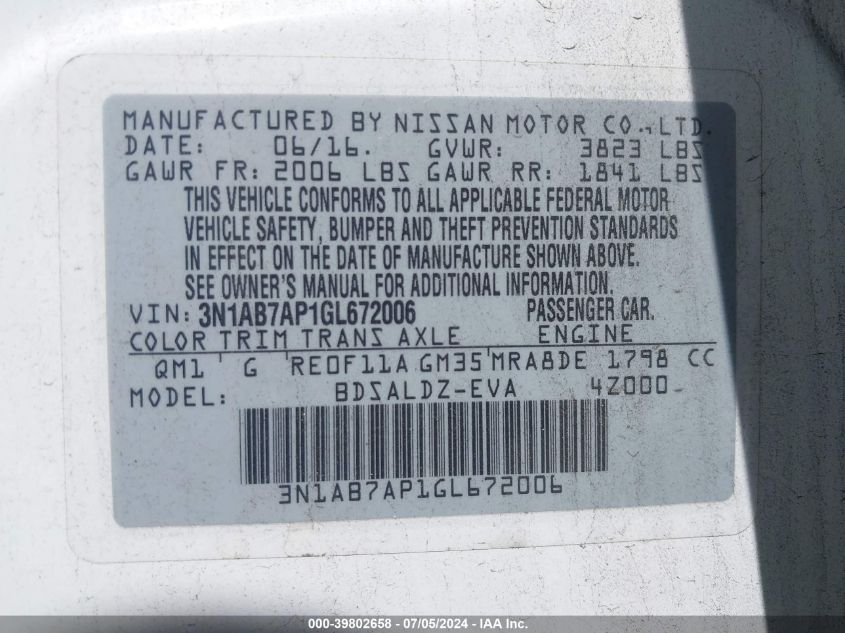 MANUFACTURED BY NISSAN MOTOR CO., LTD.
DATE: 06/16. GVWR: 3823 LBS
GAWR FR: 2006 LBS GAWR RR: 1841 LBS
THIS VEHICLE CONFORMS TO ALL APPLICABLE FEDERAL MOTOR
VEHICLE SAFETY, BUMPER AND THEFT PREVENTION STANDARDS
IN EFFECT ON THE DATE OF MANUFACTURE SHOWN ABOVE.
SEE OWNER'S MANUAL FOR ADDITIONAL INFORMATION.
VIN: 3N1AB7AP1GL672006 PASSENGER CAR.
COLOR TRIM TRANS AXLE ENGINE
QM1 G RE0F11A GM35 MRA8DE 1798 CC
MODEL: BDSALDZ-EVA 4Z000
3N1AB7AP1GL672006
000-39802658 - 07/05/2024 - IAA Inc.